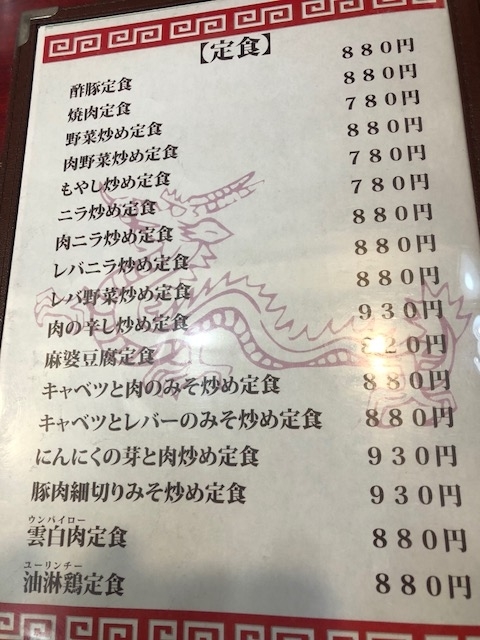 【定食】
酢豚定食 880円
焼肉定食 880円
野菜炒め定食 780円
肉野菜炒め定食 880円
もやし炒め定食 780円
ニラ炒め定食 780円
肉ニラ炒め定食 880円
レバニラ炒め定食 880円
レバ野菜炒め定食 880円
肉の辛し炒め定食 930円
麻婆豆腐定食 820円
キャベツと肉のみそ炒め定食 880円
キャベツとレバーのみそ炒め定食 880円
にんにくの芽と肉炒め定食 930円
豚肉細切りみそ炒め定食 930円
ウンパイロー
雲白肉定食 880円
ユーリンチー
油淋鶏定食 880円